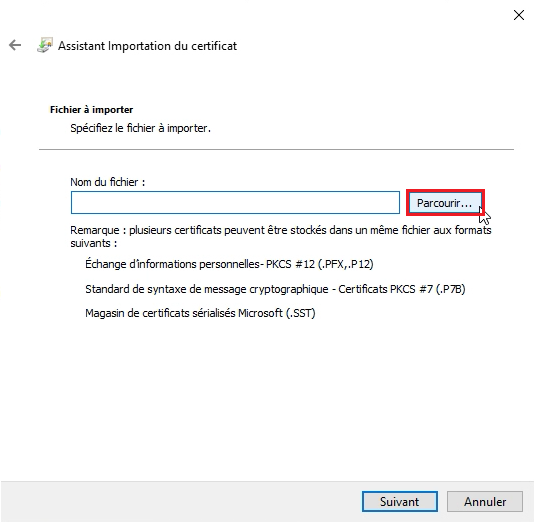 Assistant Importation du certificat
Fichier à importer
Spécifiez le fichier à importer.
Nom du fichier :
Parcourir...
Remarque : plusieurs certificats peuvent être stockés dans un même fichier aux formats
suivants :
Échange d’informations personnelles- PKCS #12 (.PFX,.P12)
Standard de syntaxe de message cryptographique - Certificats PKCS #7 (.P7B)
Magasin de certificats sérialisés Microsoft (.SST)
Suivant
Annuler